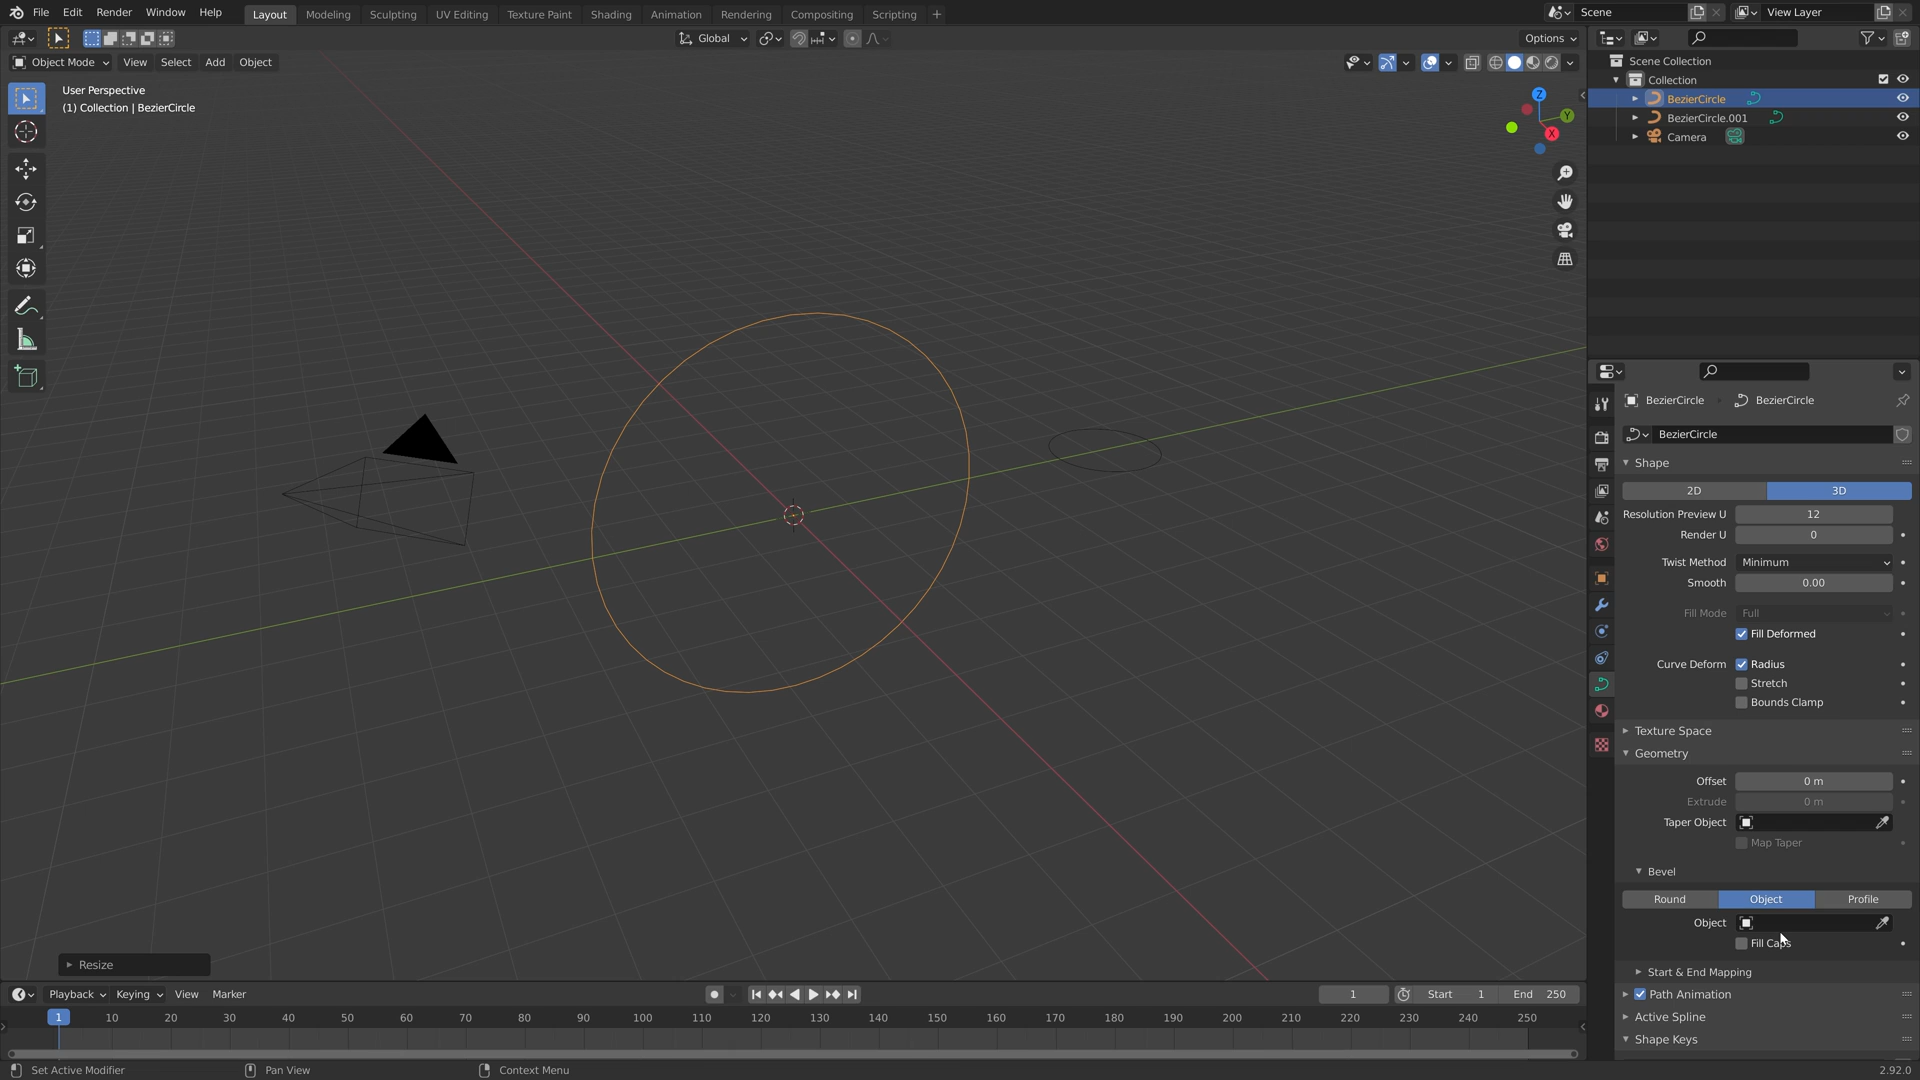 File Edit Render Window Help Layout Modeling Sculpting UV Editing Texture Paint Shading Animation Rendering Compositing Scripting + Scene View Layer
Global Options
Object Mode View Select Add Object
User Perspective
(1) Collection | BezierCircle
Z
Y
X
Scene Collection
Collection
BezierCircle
BezierCircle.001
Camera
BezierCircle BezierCircle
BezierCircle
Shape
2D 3D
Resolution Preview U 12
Render U 0
Twist Method Minimum
Smooth 0.00
Fill Mode Full
Fill Deformed
Curve Deform Radius
Stretch
Bounds Clamp
Texture Space
Geometry
Offset 0 m
Extrude 0 m
Taper Object
Map Taper
Bevel
Round Object Profile
Object
Fill Caps
Start & End Mapping
Path Animation
Active Spline
Shape Keys
Resize
Playback Keying View Marker 1 Start 1 End 250
1 10 20 30 40 50 60 70 80 90 100 110 120 130 140 150 160 170 180 190 200 210 220 230 240 250
Set Active Modifier Pan View Context Menu 2.92.0